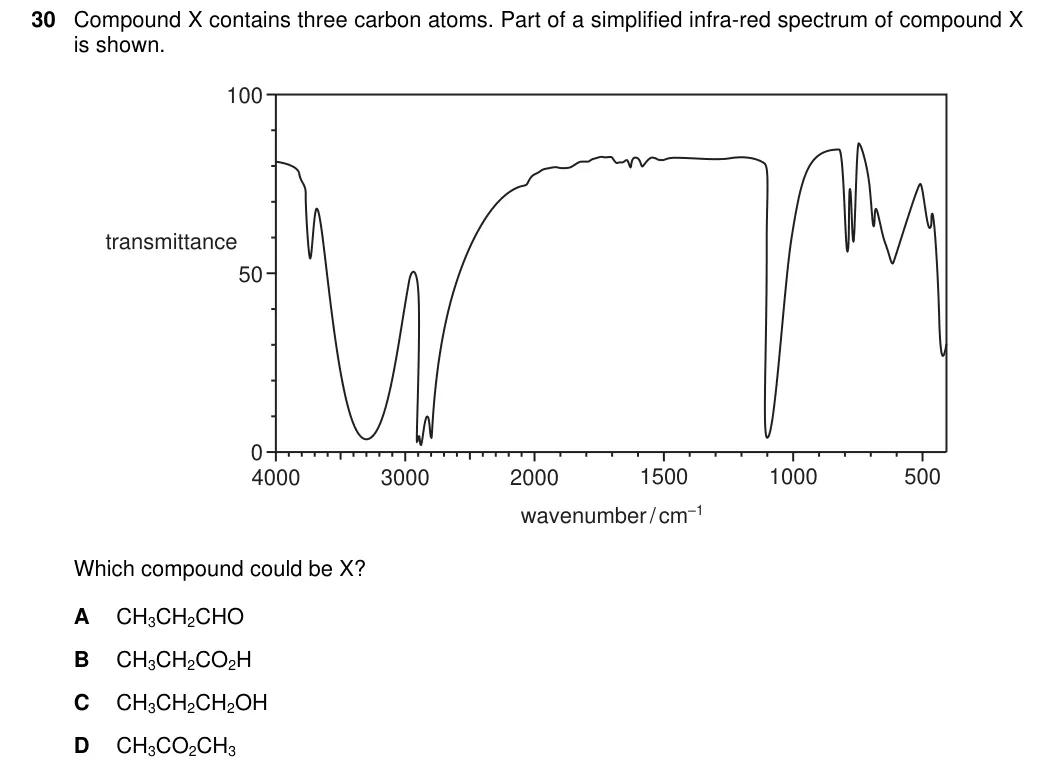 30 Compound X contains three carbon atoms. Part of a simplified infra-red spectrum of compound X
is shown.
100
transmittance
50
0
4000 3000 2000 1500 1000 500
wavenumber / cm⁻¹
Which compound could be X?
A CH₃CH₂CHO
B CH₃CH₂CO₂H
C CH₃CH₂CH₂OH
D CH₃CO₂CH₃